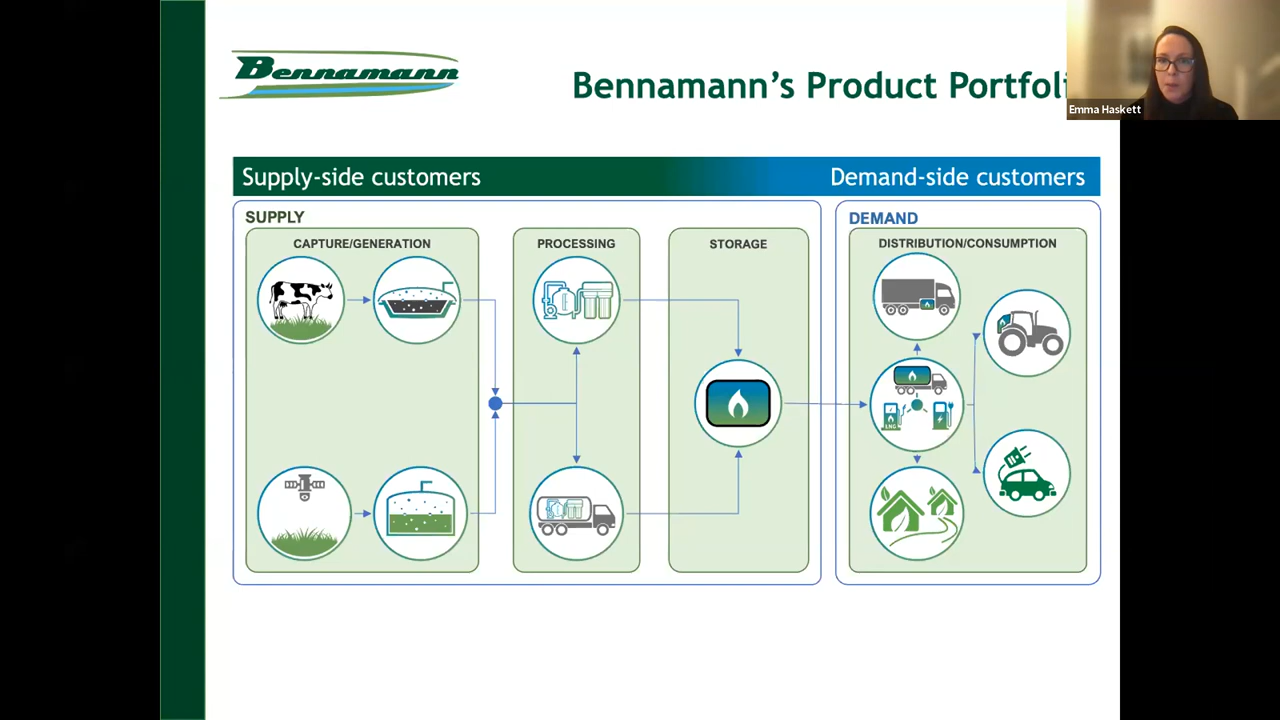 Bennamann
Bennamann's Product Portfoli
Emma Haskett
Supply-side customers
Demand-side customers
SUPPLY
DEMAND
CAPTURE/GENERATION
PROCESSING
STORAGE
DISTRIBUTION/CONSUMPTION
LNG